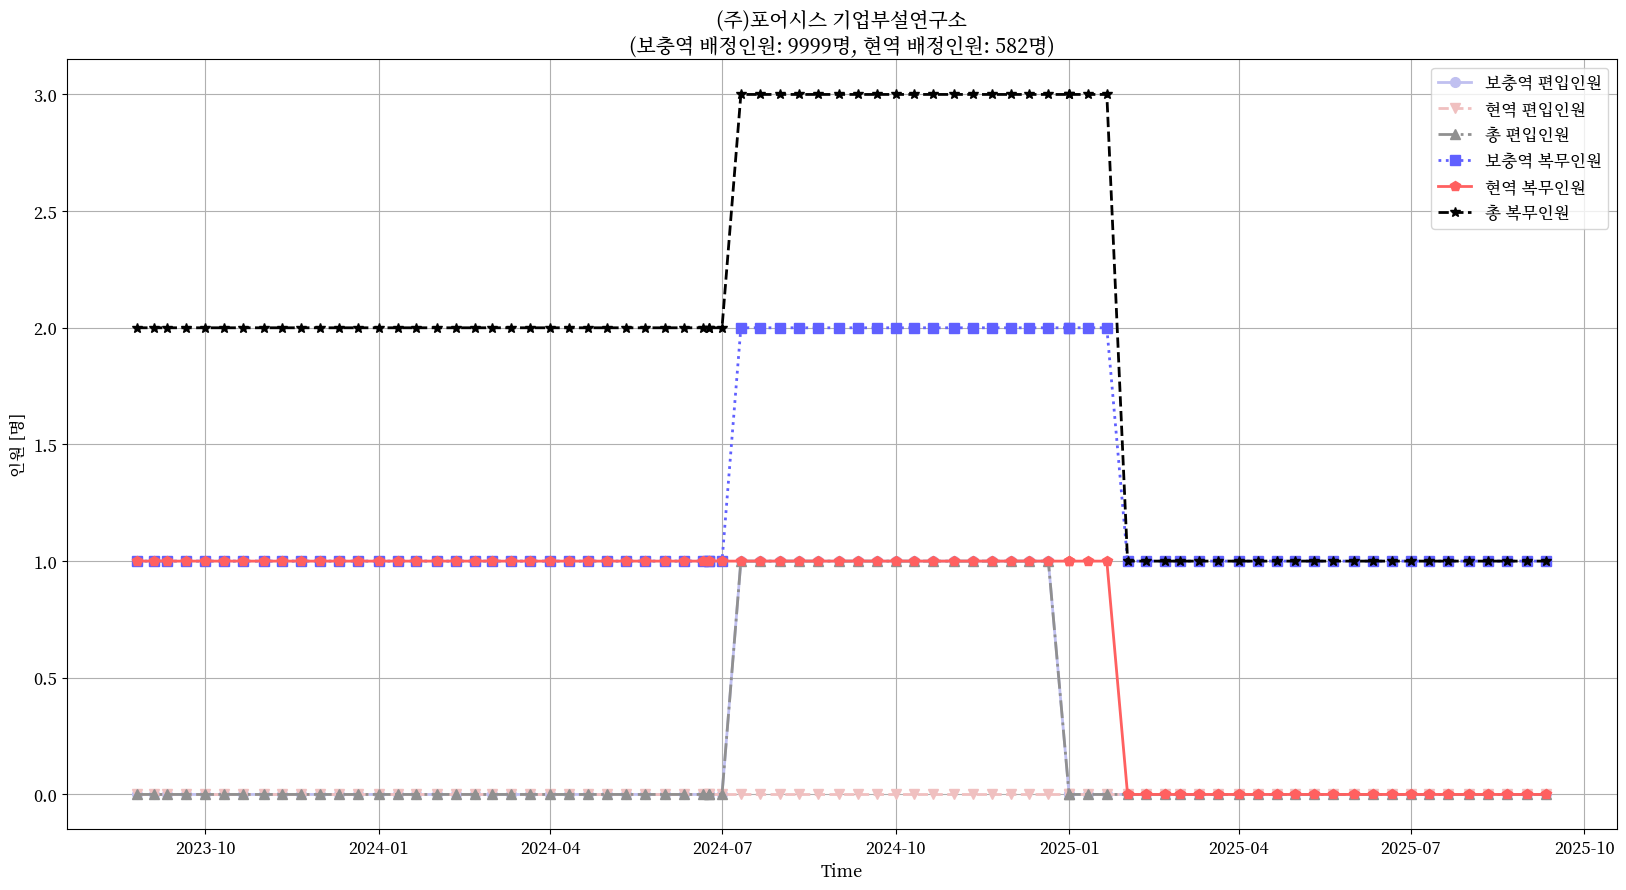 (주)포어시스 기업부설연구소
(보충역 배정인원: 9999명, 현역 배정인원: 582명)
보충역 편입인원
현역 편입인원
총 편입인원
보충역 복무인원
현역 복무인원
총 복무인원
인원 [명]
3.0
2.5
2.0
1.5
1.0
0.5
0.0
2023-10
2024-01
2024-04
2024-07
2024-10
2025-01
2025-04
2025-07
2025-10
Time